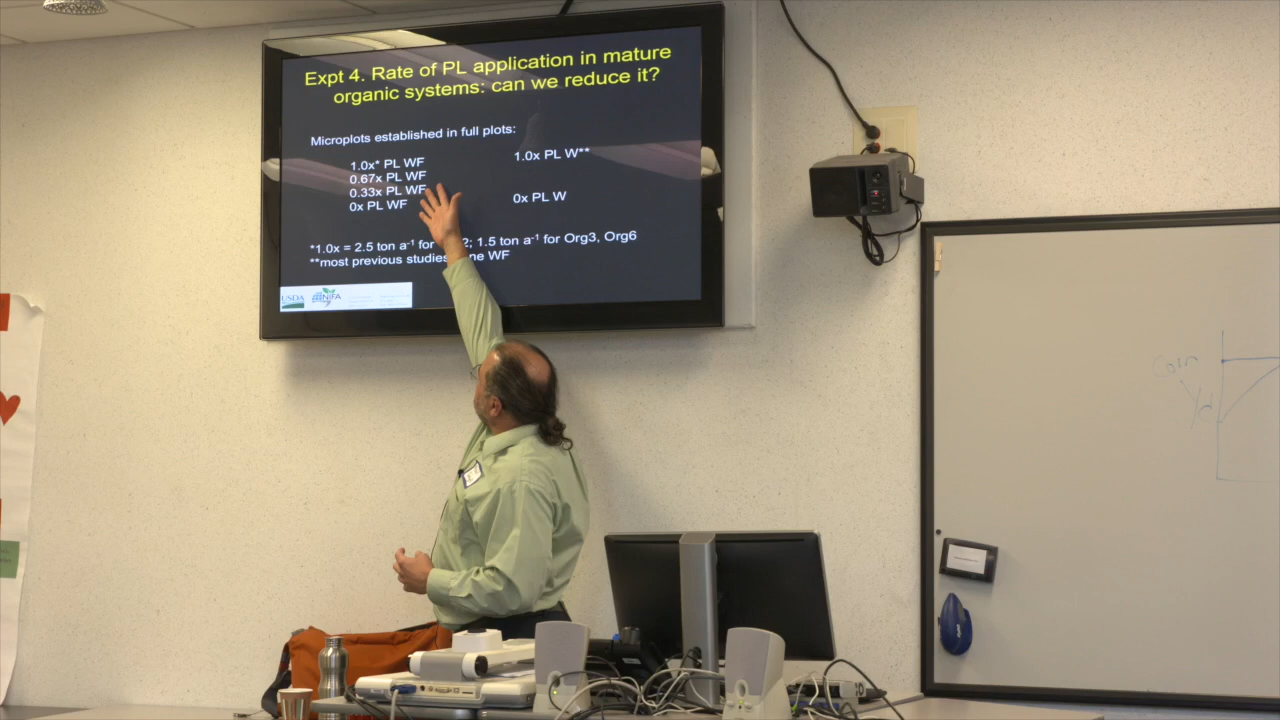 Expt 4. Rate of PL application in mature
organic systems: can we reduce it?
Microplots established in full plots:
1.0x* PL WF
1.0x PL W**
0.67x PL WF
0.33x PL WF
0x PL WF
0x PL W
*1.0x = 2.5 ton a⁻¹ for 2; 1.5 ton a⁻¹ for Org3, Org6
**most previous studies WF
USDA
NIFA
Corn
Yld